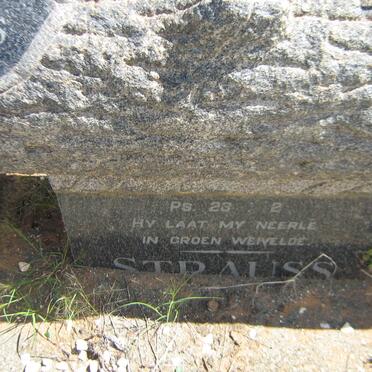 Ps. 23 2
HY LAAT MY NEERLÊ
IN GROEN WEIVELDE.
STRAUSS